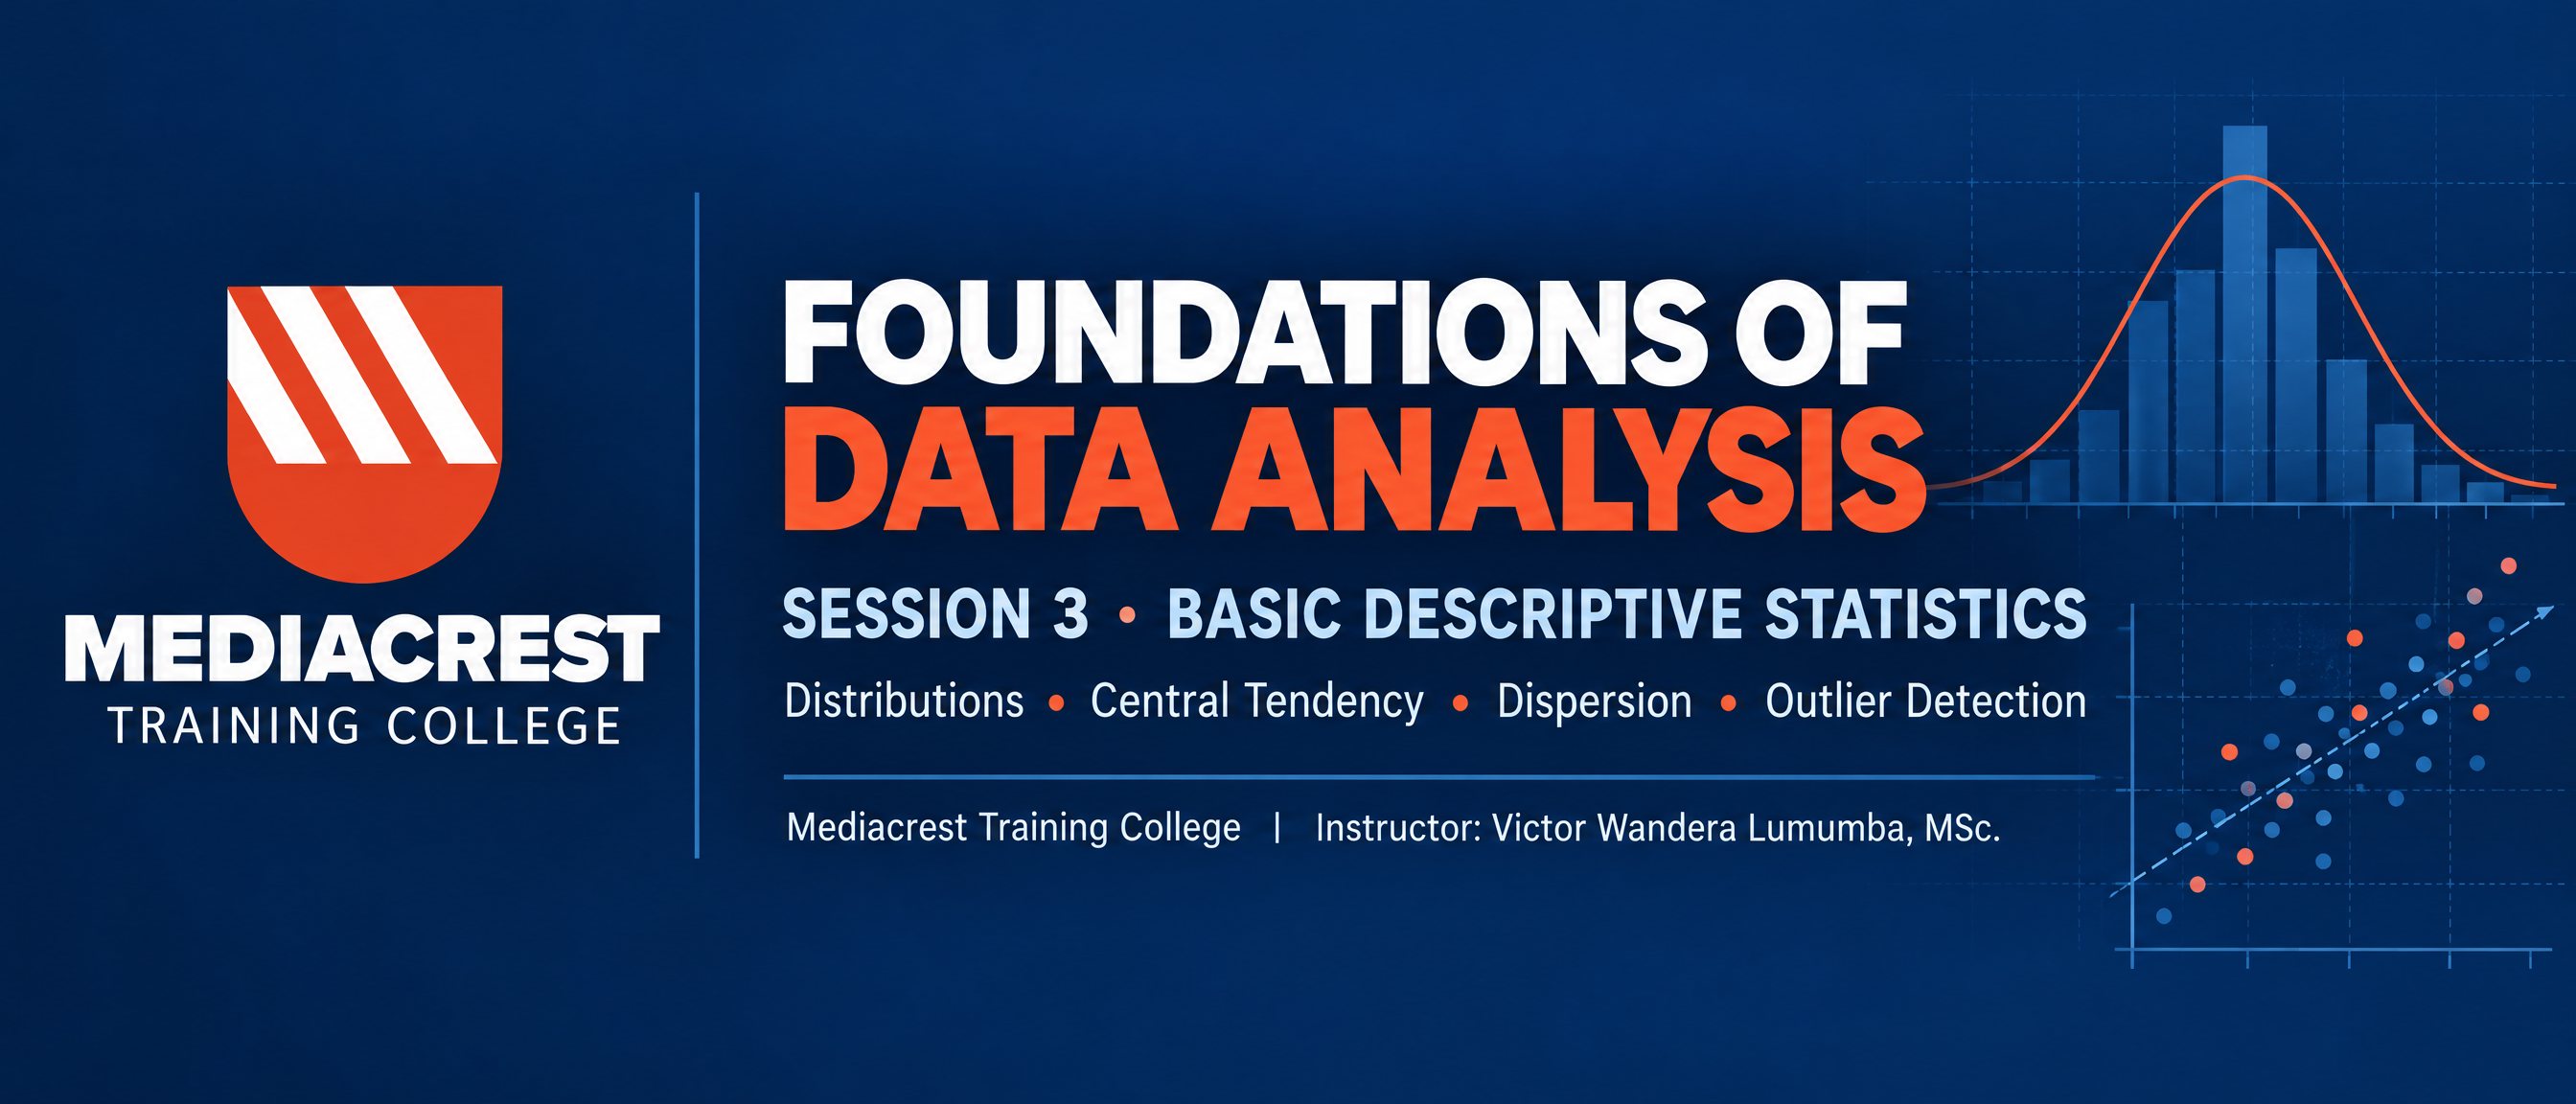 MEDIACREST
TRAINING COLLEGE
FOUNDATIONS OF
DATA ANALYSIS
SESSION 3 • BASIC DESCRIPTIVE STATISTICS
Distributions • Central Tendency • Dispersion • Outlier Detection
Mediacrest Training College | Instructor: Victor Wandera Lumumba, MSc.